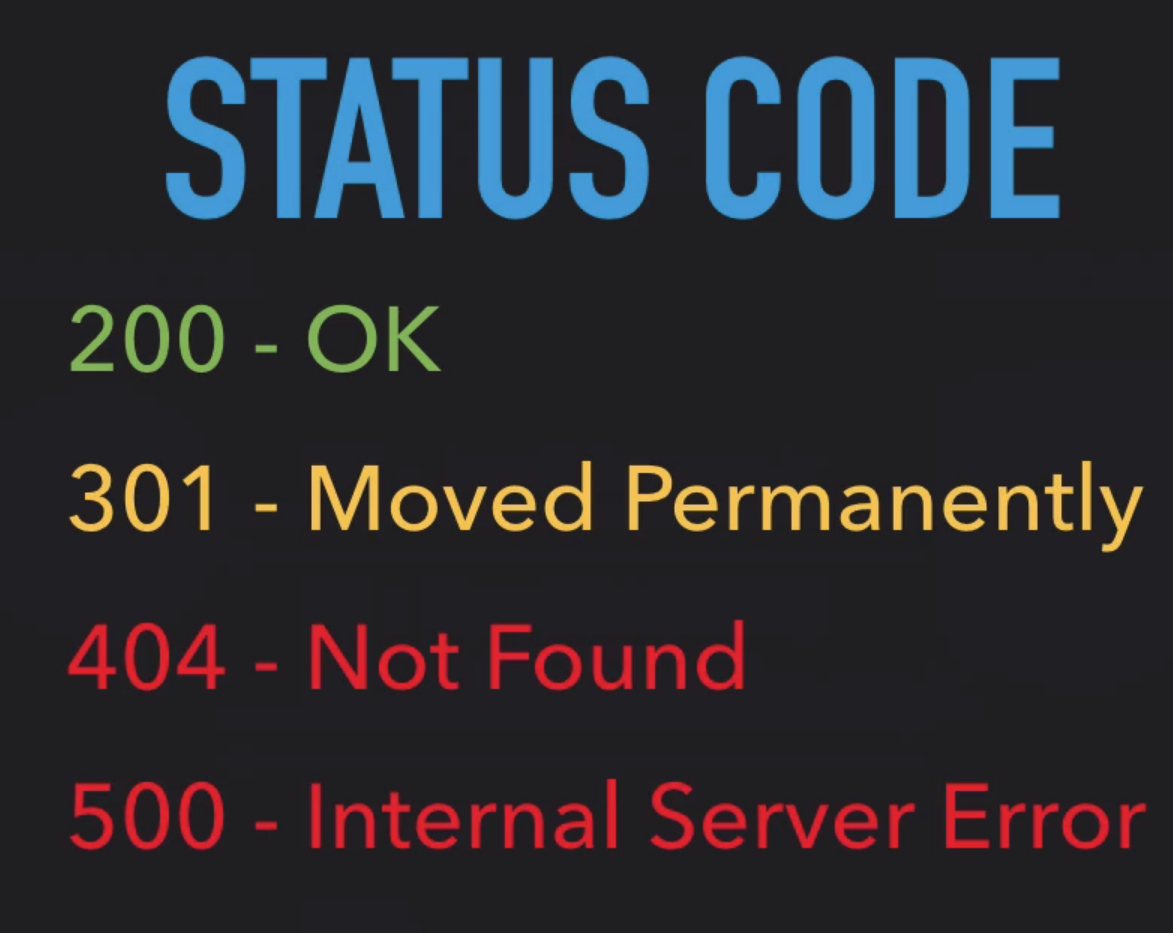 STATUS CODE
200 - OK
301 - Moved Permanently
404 - Not Found
500 - Internal Server Error